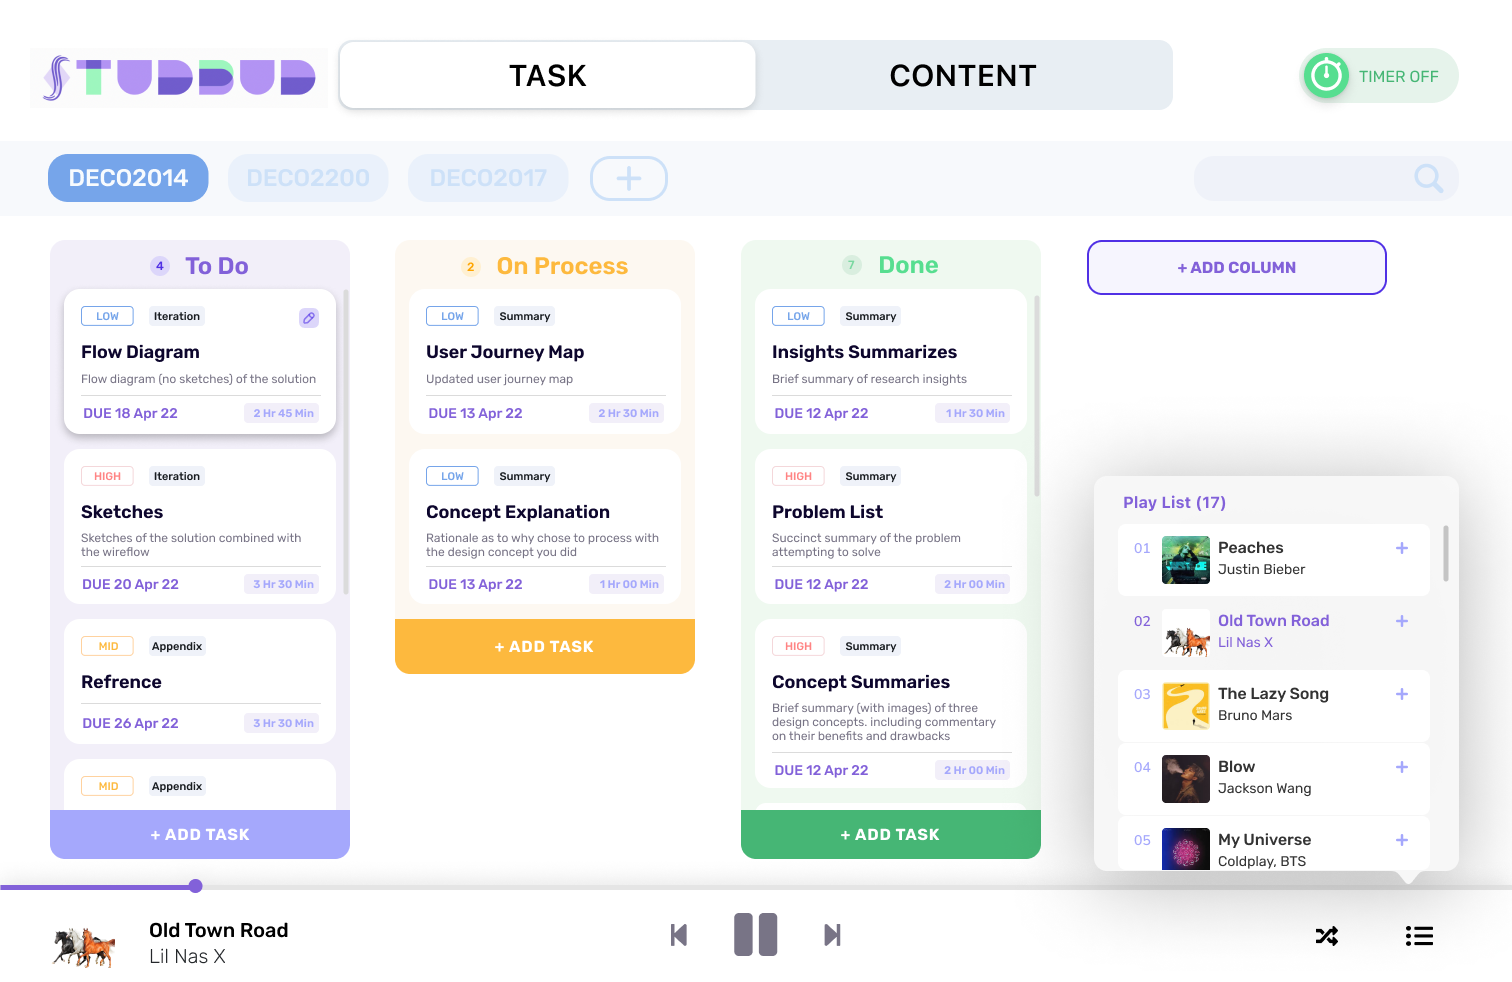 STUDBUD
TASK
CONTENT
TIMER OFF
DECO2014
DECO2200
DECO2017
4 To Do
LOW Iteration
Flow Diagram
Flow diagram (no sketches) of the solution
DUE 18 Apr 22 2 Hr 45 Min
HIGH Iteration
Sketches
Sketches of the solution combined with
the wireflow
DUE 20 Apr 22 3 Hr 30 Min
MID Appendix
Refrence
DUE 26 Apr 22 3 Hr 30 Min
MID Appendix
+ ADD TASK
2 On Process
LOW Summary
User Journey Map
Updated user journey map
DUE 13 Apr 22 2 Hr 30 Min
LOW Summary
Concept Explanation
Rationale as to why chose to process with
the design concept you did
DUE 13 Apr 22 1 Hr 00 Min
+ ADD TASK
7 Done
LOW Summary
Insights Summarizes
Brief summary of research insights
DUE 12 Apr 22 1 Hr 30 Min
HIGH Summary
Problem List
Succinct summary of the problem
attempting to solve
DUE 12 Apr 22 2 Hr 00 Min
HIGH Summary
Concept Summaries
Brief summary (with images) of three
design concepts. including commentary
on their benefits and drawbacks
DUE 12 Apr 22 2 Hr 00 Min
+ ADD TASK
+ ADD COLUMN
Play List (17)
01 Peaches
Justin Bieber
02 Old Town Road
Lil Nas X
03 The Lazy Song
Bruno Mars
04 Blow
Jackson Wang
05 My Universe
Coldplay, BTS
Old Town Road
Lil Nas X